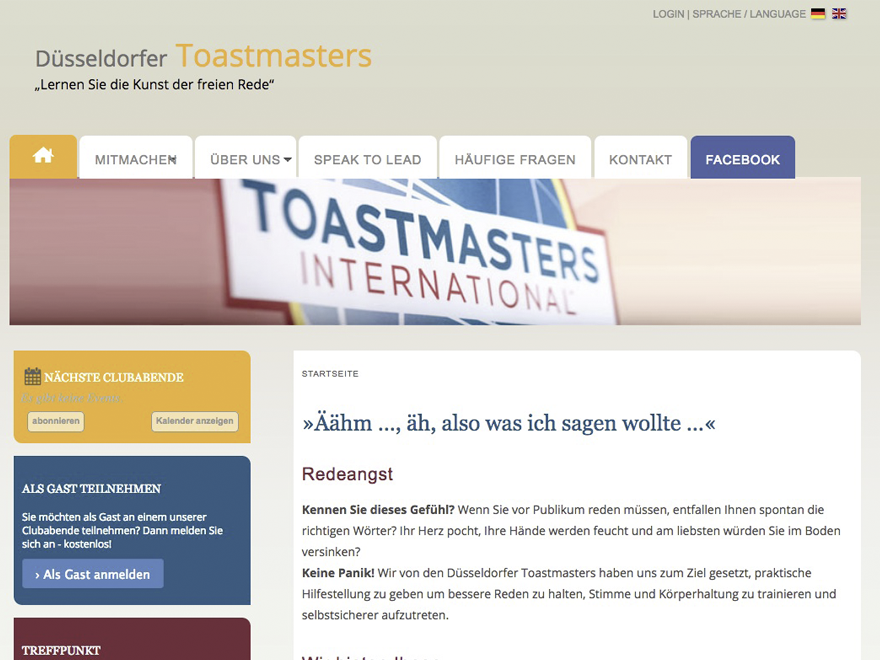 LOGIN | SPRACHE / LANGUAGE
Düsseldorfer Toastmasters
„Lernen Sie die Kunst der freien Rede“
MITMACHEN
ÜBER UNS
SPEAK TO LEAD
HÄUFIGE FRAGEN
KONTAKT
FACEBOOK
TOASTMASTERS
INTERNATIONAL
NÄCHSTE CLUBABENDE
Es gibt keine Events.
abonnieren
Kalender anzeigen
ALS GAST TEILNEHMEN
Sie möchten als Gast an einem unserer
Clubabende teilnehmen? Dann melden Sie
sich an - kostenlos!
› Als Gast anmelden
TREFFPUNKT
STARTSEITE
»Äähm ..., äh, also was ich sagen wollte ...«
Redeangst
Kennen Sie dieses Gefühl? Wenn Sie vor Publikum reden müssen, entfallen Ihnen spontan die
richtigen Wörter? Ihr Herz pocht, Ihre Hände werden feucht und am liebsten würden Sie im Boden
versinken?
Keine Panik! Wir von den Düsseldorfer Toastmasters haben uns zum Ziel gesetzt, praktische
Hilfestellung zu geben um bessere Reden zu halten, Stimme und Körperhaltung zu trainieren und
selbstsicherer aufzutreten.